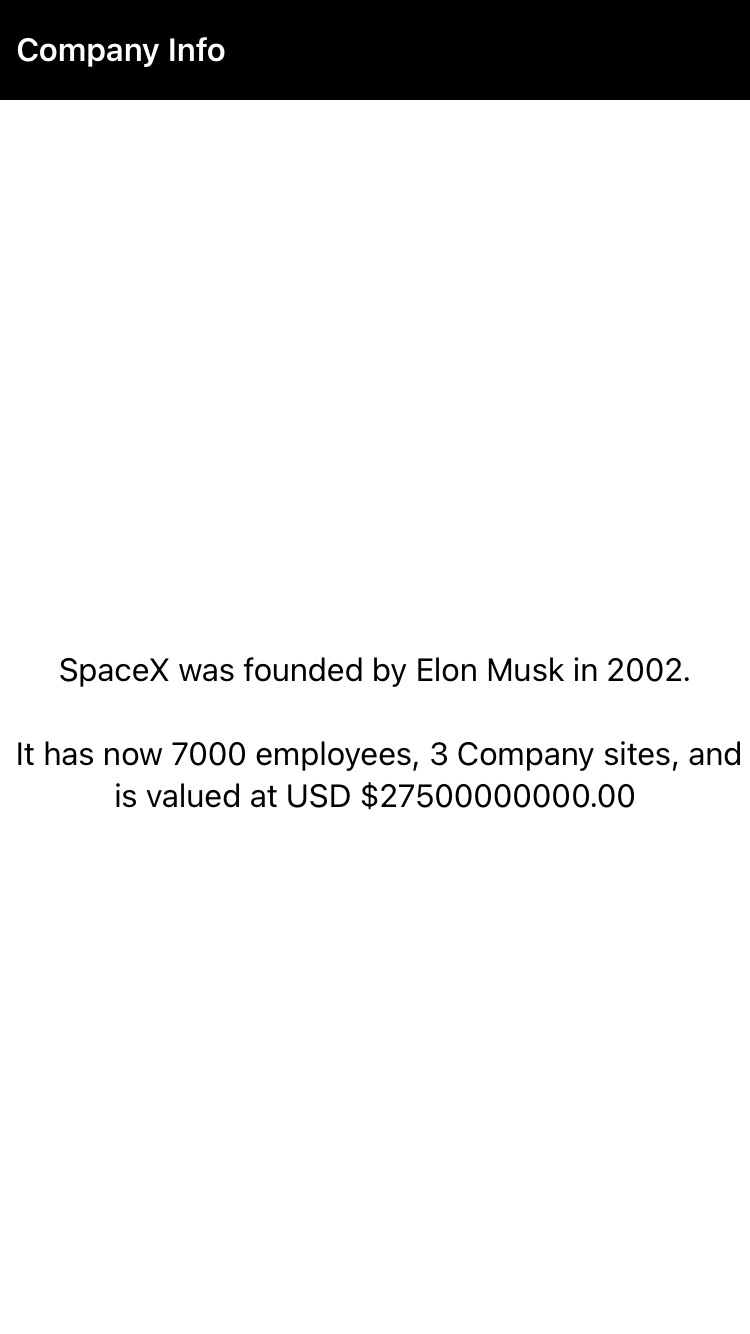 Company Info
SpaceX was founded by Elon Musk in 2002.
It has now 7000 employees, 3 Company sites, and
is valued at USD $27500000000.00